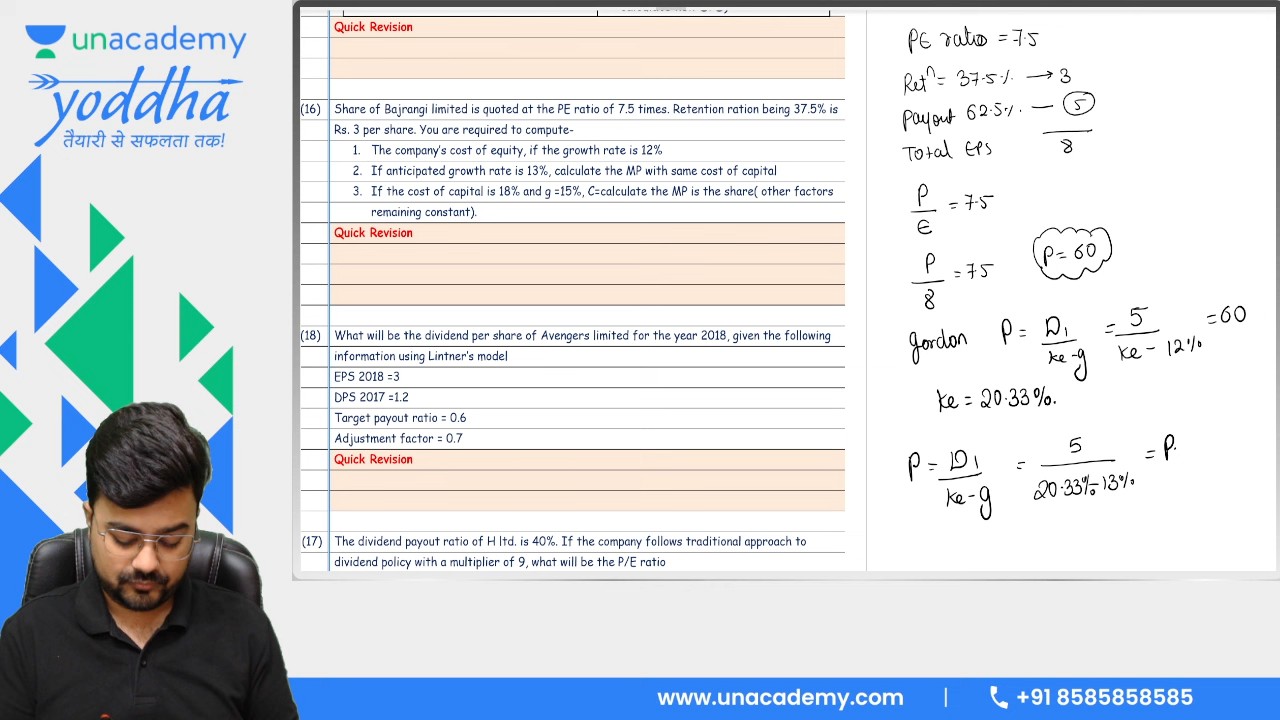 unacademy
yoddha
तैयारी से सफलता तक!
Quick Revision
(16) Share of Bajrangi limited is quoted at the PE ratio of 7.5 times. Retention ration being 37.5% is
Rs. 3 per share. You are required to compute-
1. The company's cost of equity, if the growth rate is 12%
2. If anticipated growth rate is 13%, calculate the MP with same cost of capital
3. If the cost of capital is 18% and g =15%, C=calculate the MP is the share( other factors
remaining constant).
Quick Revision
(18) What will be the dividend per share of Avengers limited for the year 2018, given the following
information using Lintner's model
EPS 2018 =3
DPS 2017 =1.2
Target payout ratio = 0.6
Adjustment factor = 0.7
Quick Revision
(17) The dividend payout ratio of H ltd. is 40%. If the company follows traditional approach to
dividend policy with a multiplier of 9, what will be the P/E ratio
PE ratio = 7.5
Retⁿ = 37.5% → 3
Payout 62.5% — 5
Total EPS 8
P/E = 7.5
P/8 = 7.5 P = 60
gordon P = D1/ke-g = 5/ke - 12% = 60
ke = 20.33%.
P = D1/ke-g = 5/20.33%-13% = P.
www.unacademy.com | +91 8585858585